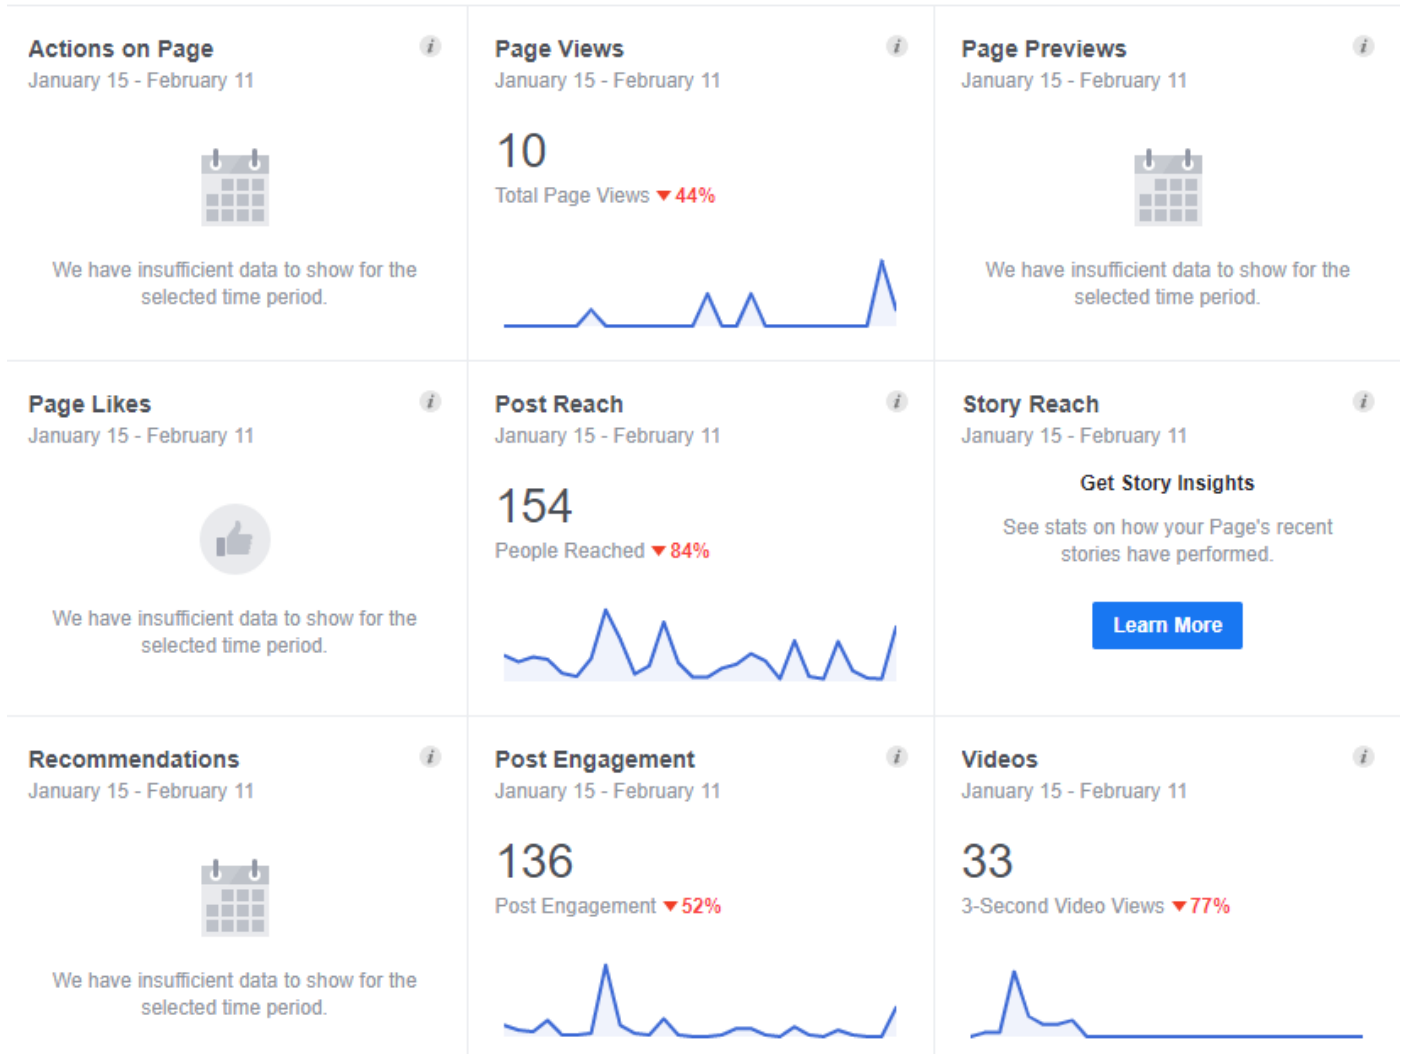 Actions on Page
January 15 - February 11
We have insufficient data to show for the
selected time period.
Page Views
January 15 - February 11
10
Total Page Views ▼44%
Page Previews
January 15 - February 11
We have insufficient data to show for the
selected time period.
Page Likes
January 15 - February 11
We have insufficient data to show for the
selected time period.
Post Reach
January 15 - February 11
154
People Reached ▼84%
Story Reach
January 15 - February 11
Get Story Insights
See stats on how your Page's recent
stories have performed.
Learn More
Recommendations
January 15 - February 11
We have insufficient data to show for the
selected time period.
Post Engagement
January 15 - February 11
136
Post Engagement ▼52%
Videos
January 15 - February 11
33
3-Second Video Views ▼77%